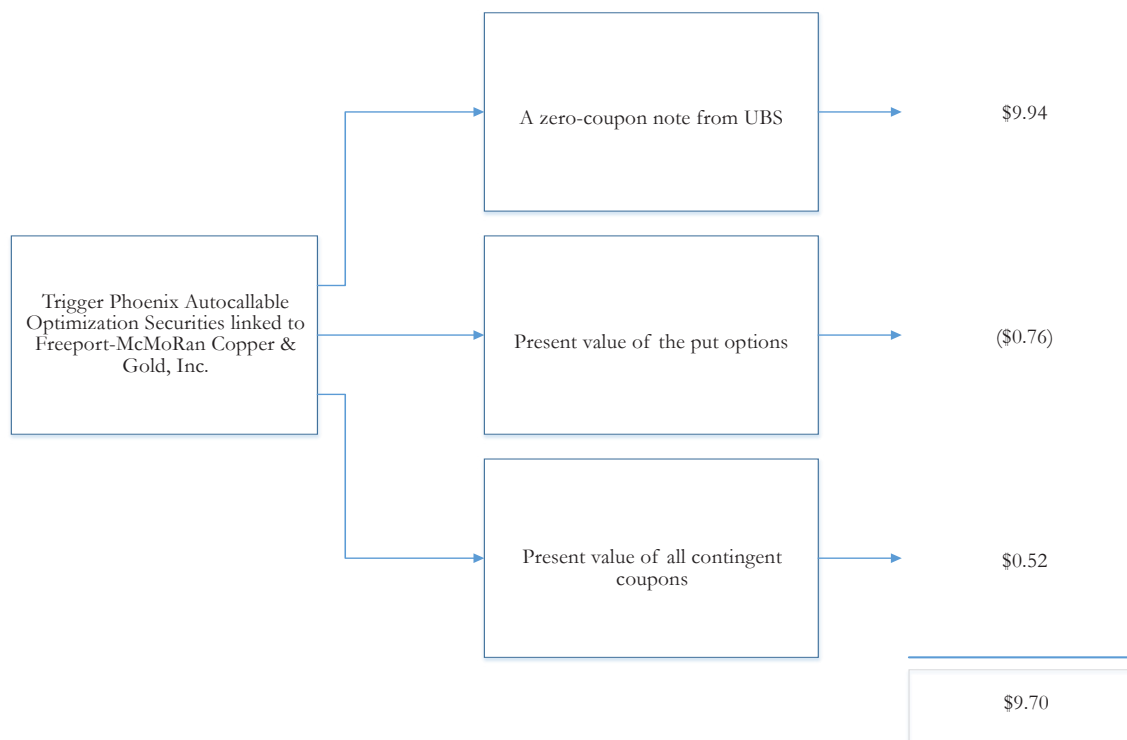 A zero-coupon note from UBS
$9.94
Trigger Phoenix Autocallable
Optimization Securities linked to
Freeport-McMoRan Copper &
Gold, Inc.
Present value of the put options
($0.76)
Present value of all contingent
coupons
$0.52
$9.70